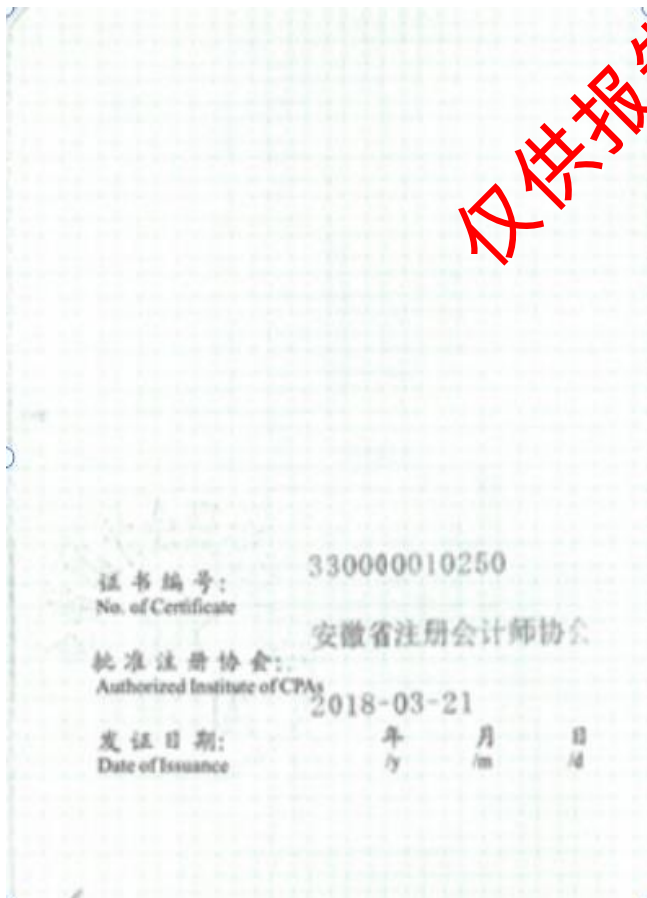 仅供报
330000010250
证书编号:
No. of Certificate
安徽省注册会计师协会
批准注册协会:
Authorized Institute of CPAs
2018-03-21
发证日期:
年 月 日
Date of Issuance
/y /m /d